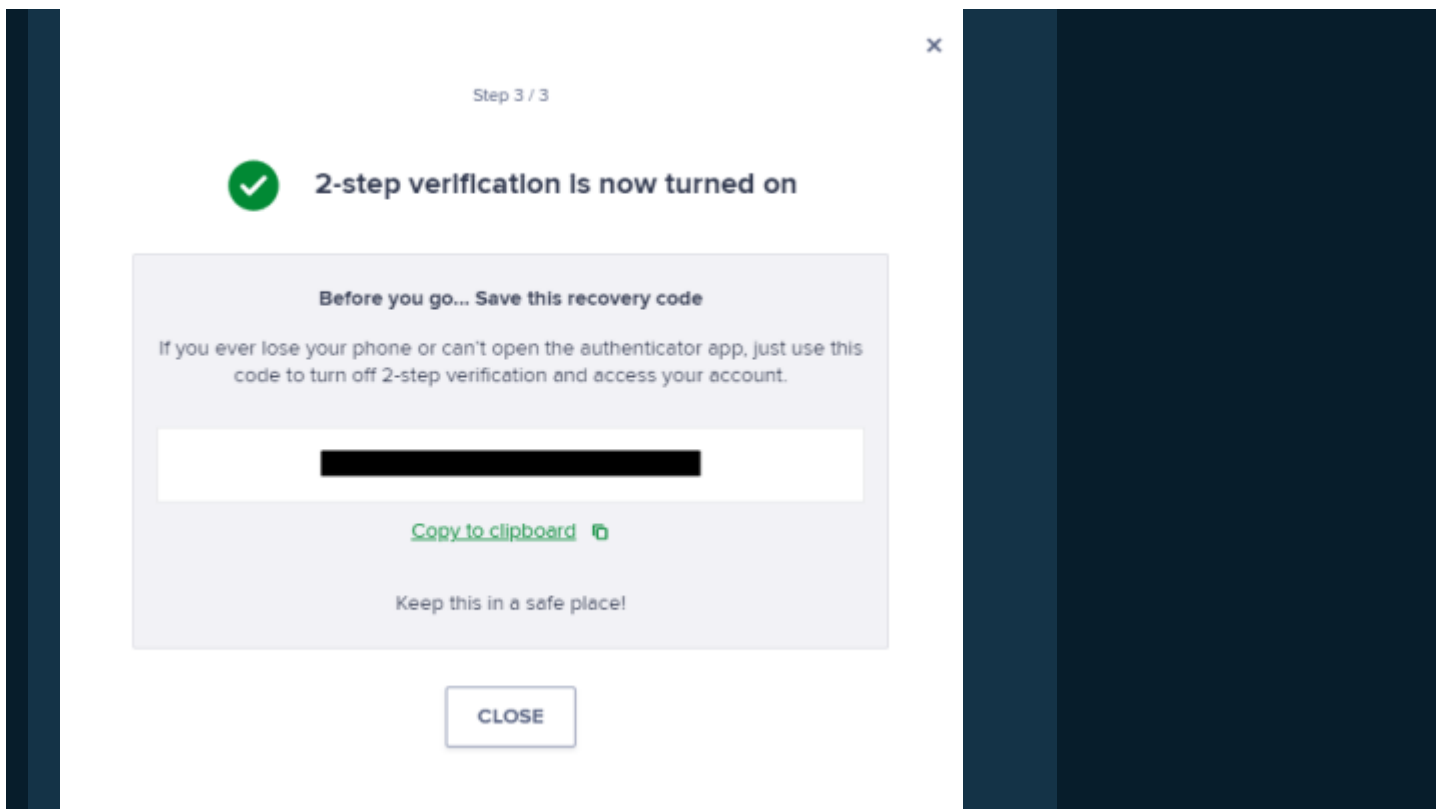 Step 3 / 3
2-step verification is now turned on
Before you go... Save this recovery code
If you ever lose your phone or can't open the authenticator app, just use this
code to turn off 2-step verification and access your account.
Copy to clipboard
Keep this in a safe place!
CLOSE